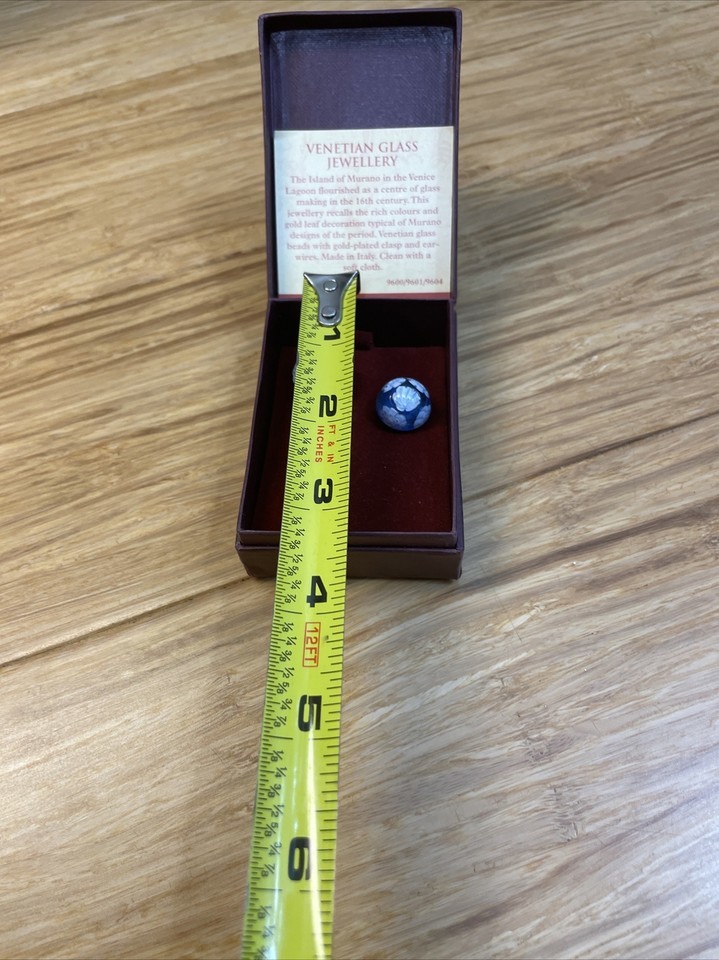 VENETIAN GLASS
JEWELLERY
The Island of Murano in the Venice
Lagoon flourished as a centre of glass
making in the 16th century. This
jewellery recalls the rich colours and
gold leaf decoration typical of Murano
designs of the period. Venetian glass
beads with gold-plated clasp and ear-
wires. Made in Italy. Clean with a
soft cloth.
9600/9601/9604
1
2
FT & IN
INCHES
3
4
12FT
5
6